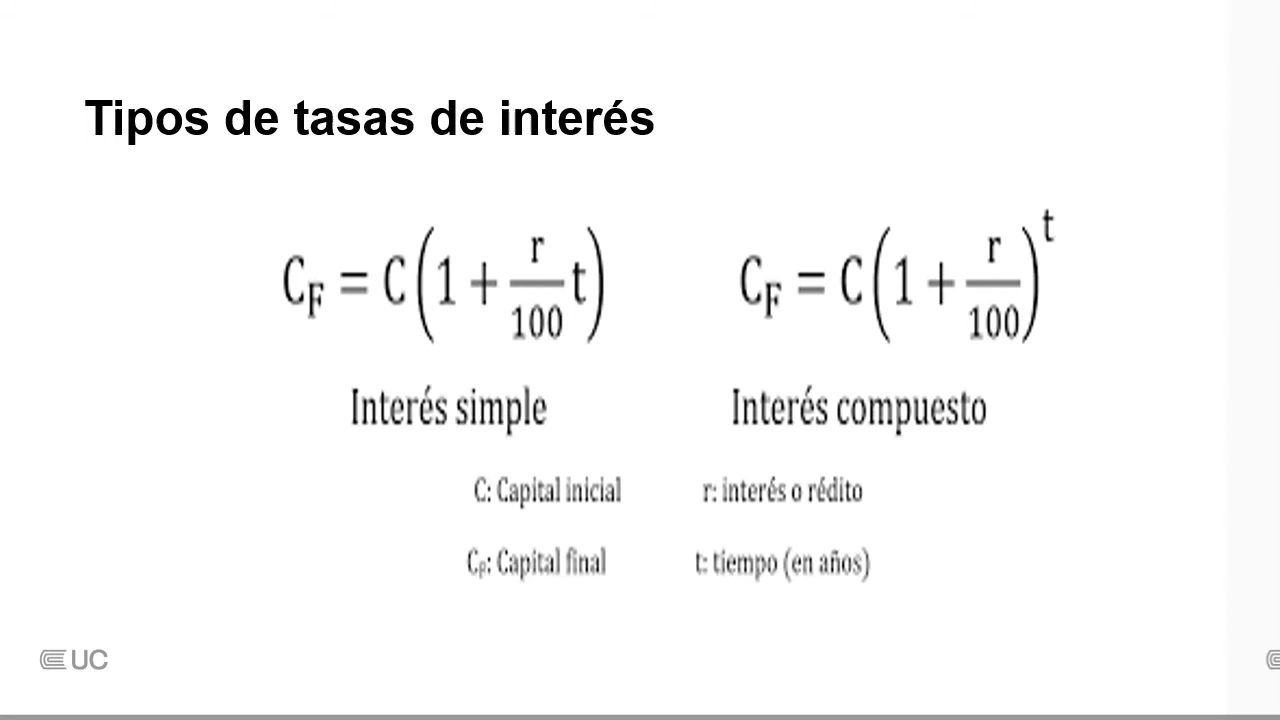 Tipos de tasas de interés
C_F = C(1 + r/100 t)
C_F = C(1 + r/100)^t
Interés simple
Interés compuesto
C: Capital inicial
r: interés o rédito
C_F: Capital final
t: tiempo (en años)
UC